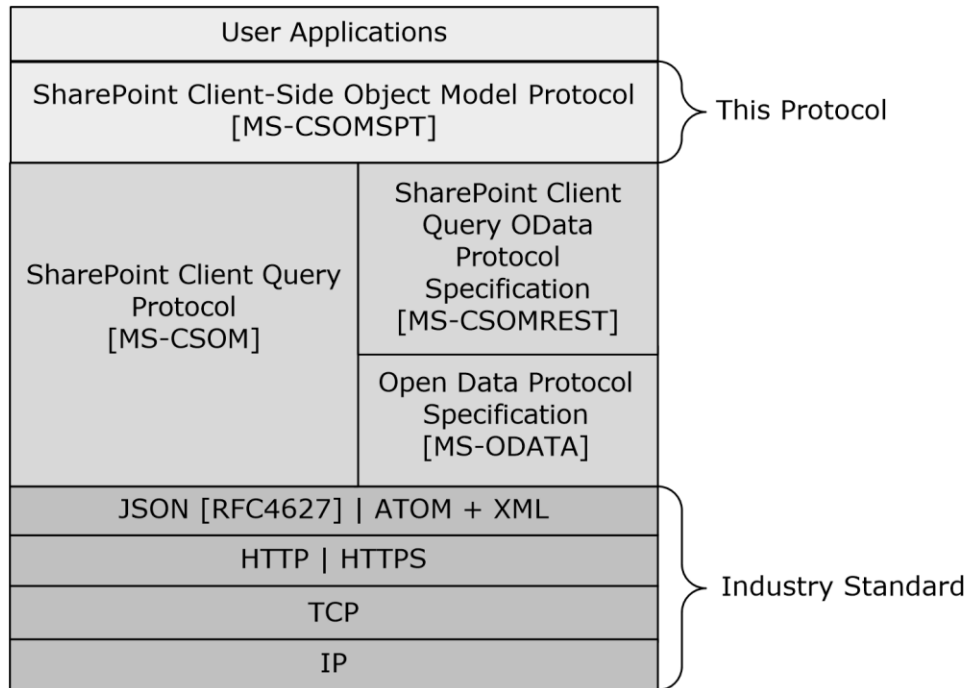 User Applications
SharePoint Client-Side Object Model Protocol
[MS-CSOMSPT]
This Protocol
SharePoint Client Query
Protocol
[MS-CSOM]
SharePoint Client
Query OData
Protocol
Specification
[MS-CSOMREST]
Open Data Protocol
Specification
[MS-ODATA]
JSON [RFC4627] | ATOM + XML
HTTP | HTTPS
TCP
IP
Industry Standard